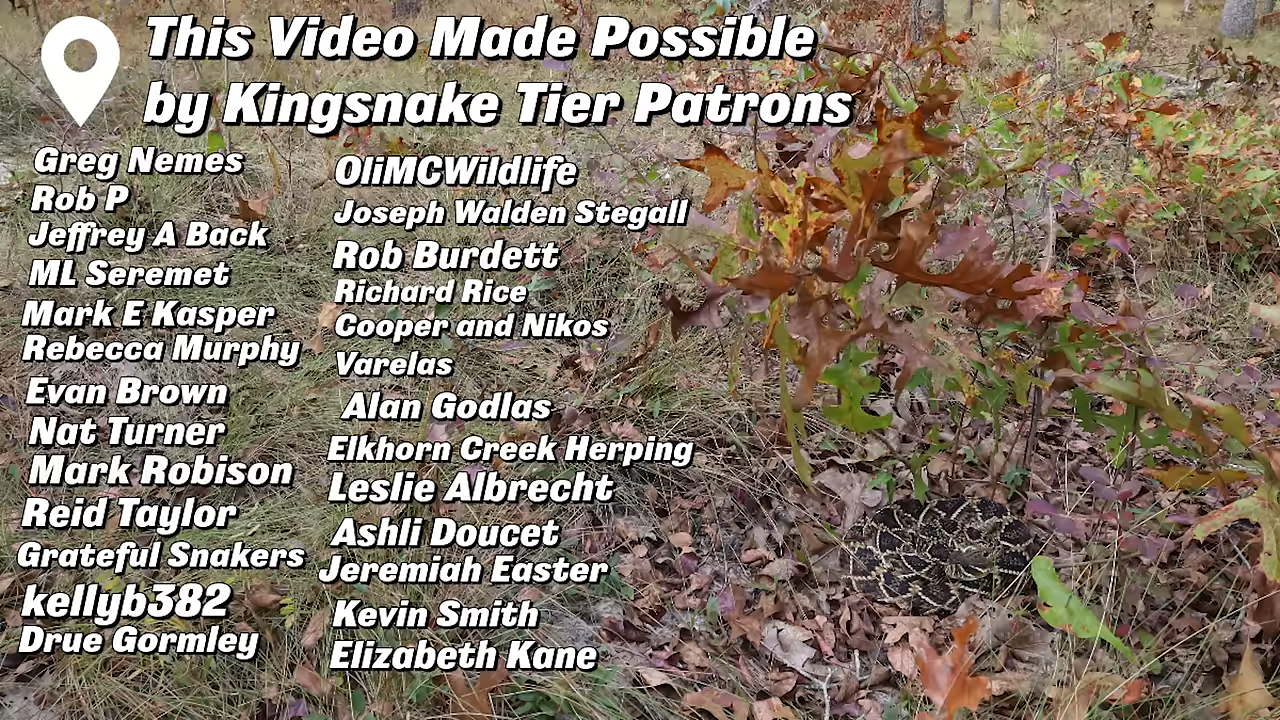 This Video Made Possible
by Kingsnake Tier Patrons
Greg Nemes
Rob P
Jeffrey A Back
ML Seremet
Mark E Kasper
Rebecca Murphy
Evan Brown
Nat Turner
Mark Robison
Reid Taylor
Grateful Snakers
kellyb382
Drue Gormley
OliMCWildlife
Joseph Walden Stegall
Rob Burdett
Richard Rice
Cooper and Nikos
Varelas
Alan Godlas
Elkhorn Creek Herping
Leslie Albrecht
Ashli Doucet
Jeremiah Easter
Kevin Smith
Elizabeth Kane